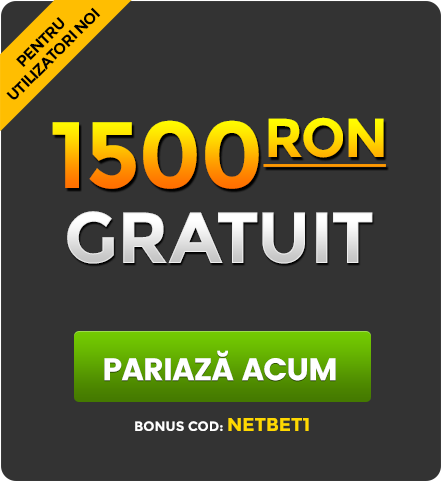 PENTRU
UTILIZATORI NOI
1500 RON
GRATUIT
PARIAZĂ ACUM
BONUS COD: NETBET1